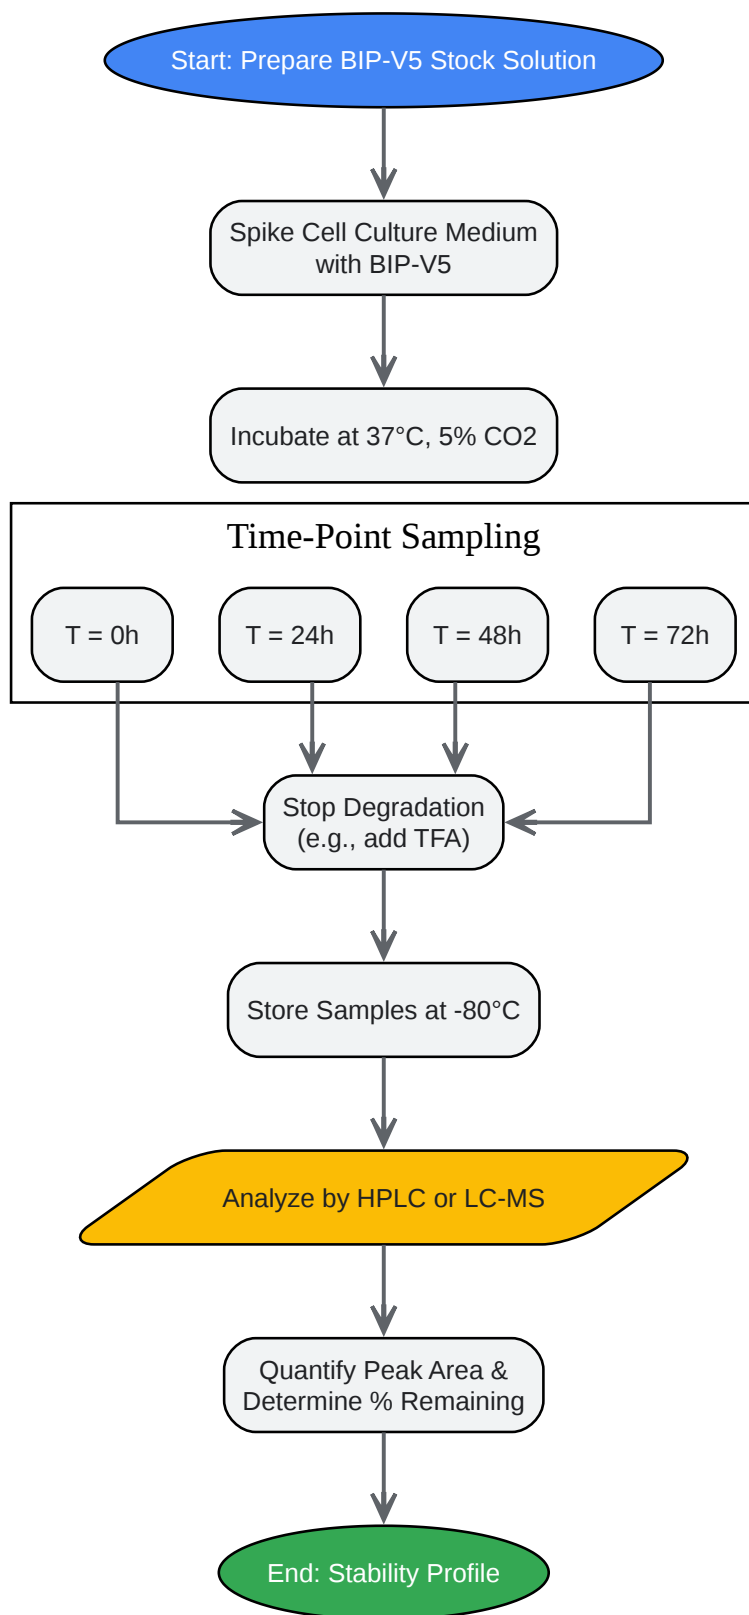 Start: Prepare BIP-V5 Stock Solution
Spike Cell Culture Medium
with BIP-V5
Incubate at 37°C, 5% CO2
Time-Point Sampling
T = 0h
T = 24h
T = 48h
T = 72h
Stop Degradation
(e.g., add TFA)
Store Samples at -80°C
Analyze by HPLC or LC-MS
Quantify Peak Area &
Determine % Remaining
End: Stability Profile